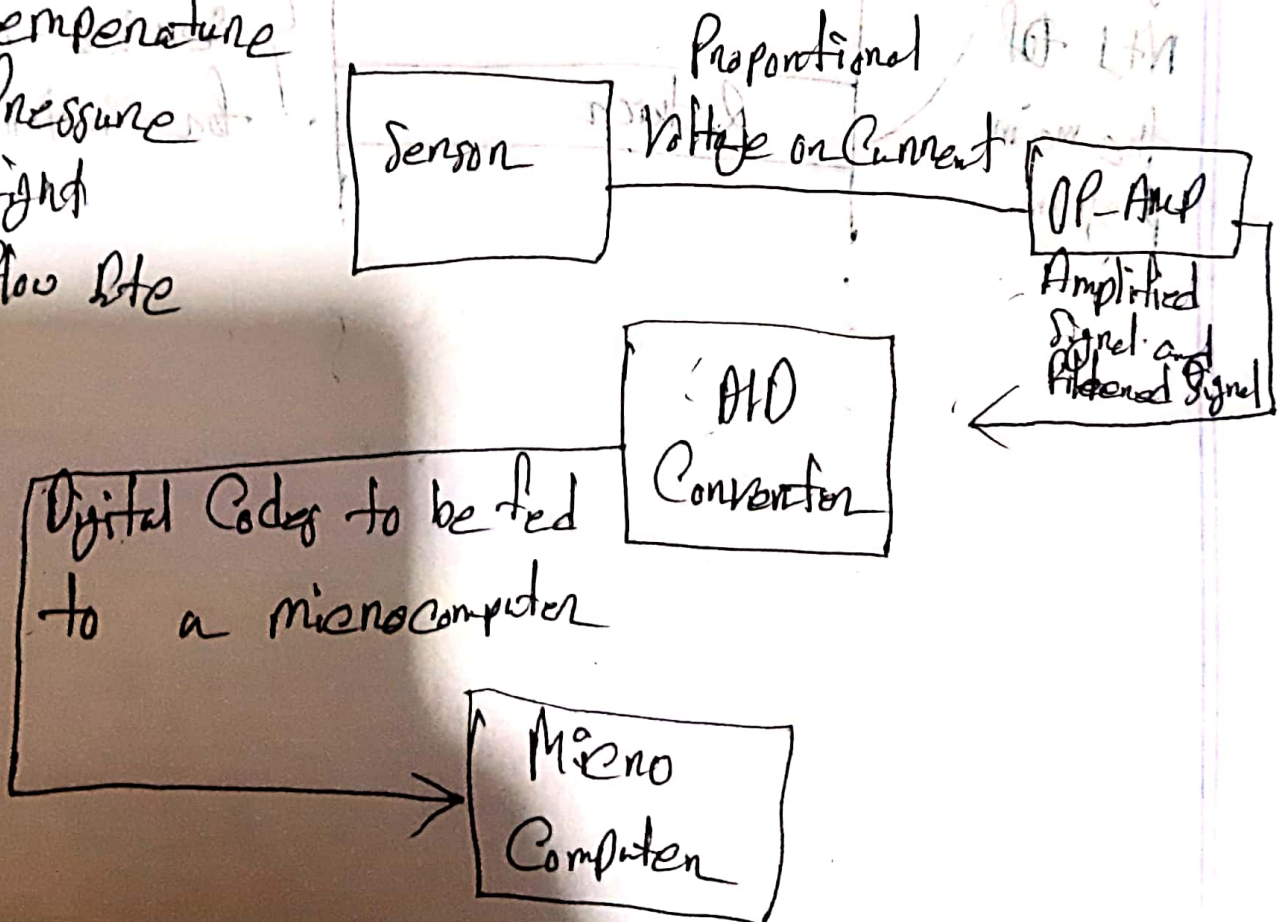 emperature
Pressure
ight
low Rte
Sensor
Proportional
Voltage or Current
OP-AMP
Amplified
Signal and
Filtered Signal
A/D
Converter
Digital Codes to be fed
to a microcomputer
Micro
Computer